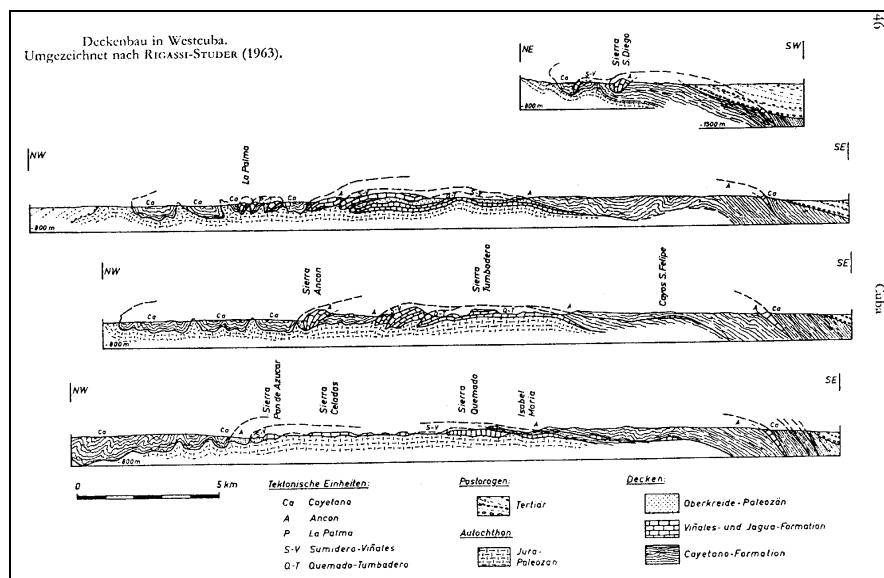 46
Cuba
Deckenbau in Westcuba.
Umgezeichnet nach RIGASSI-STUDER (1963).
NE
Sierra
S. Diego
SW
Ca
S-V
A
-800 m
-1500 m
NW
La Palma
SE
Ca
Ca
Ca
P
Ca
A
A
A
Ca
-800 m
NW
Sierra
Ancon
Sierra
Tumbadero
Cayos S. Felipe
SE
Ca
Ca
Ca
A
A
Q-T
Q-T
A
A
Ca
-800 m
NW
Sierra
Pan de Azucar
Sierra
Celadas
Sierra
Quemado
Isabel
Maria
SE
Ca
Ca
A
S-V
A
A
Ca
-800 m
0
5 km
Tektonische Einheiten:
Ca Cayetano
A Ancon
P La Palma
S-V Sumidero-Viñales
Q-T Quemado-Tumbadero
Postorogen:
Tertiär
Autochthon
Jura-
Paleozän
Decken:
Oberkreide-Paleozän
Viñales- und Jagua-Formation
Cayetano-Formation